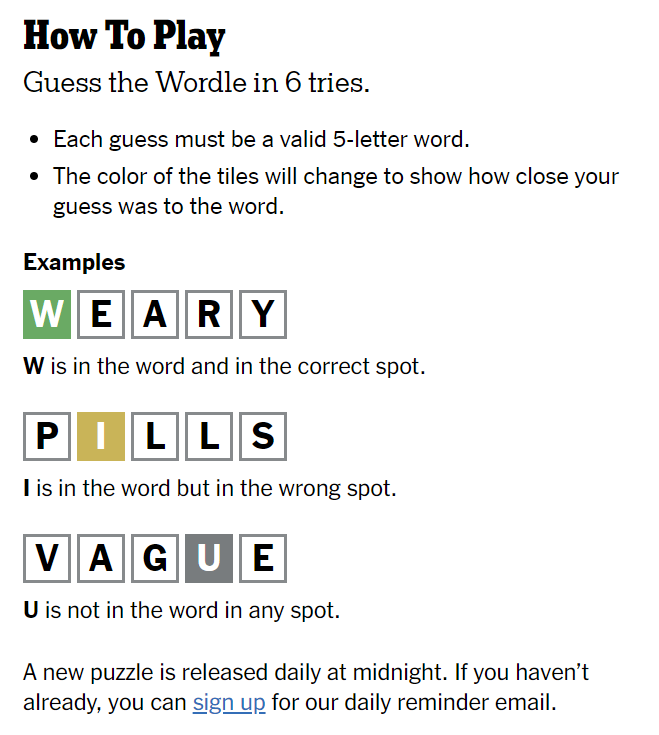 How To Play
Guess the Wordle in 6 tries.
• Each guess must be a valid 5-letter word.
• The color of the tiles will change to show how close your
guess was to the word.
Examples
W E A R Y
W is in the word and in the correct spot.
P I L L S
I is in the word but in the wrong spot.
V A G U E
U is not in the word in any spot.
A new puzzle is released daily at midnight. If you haven’t
already, you can sign up for our daily reminder email.